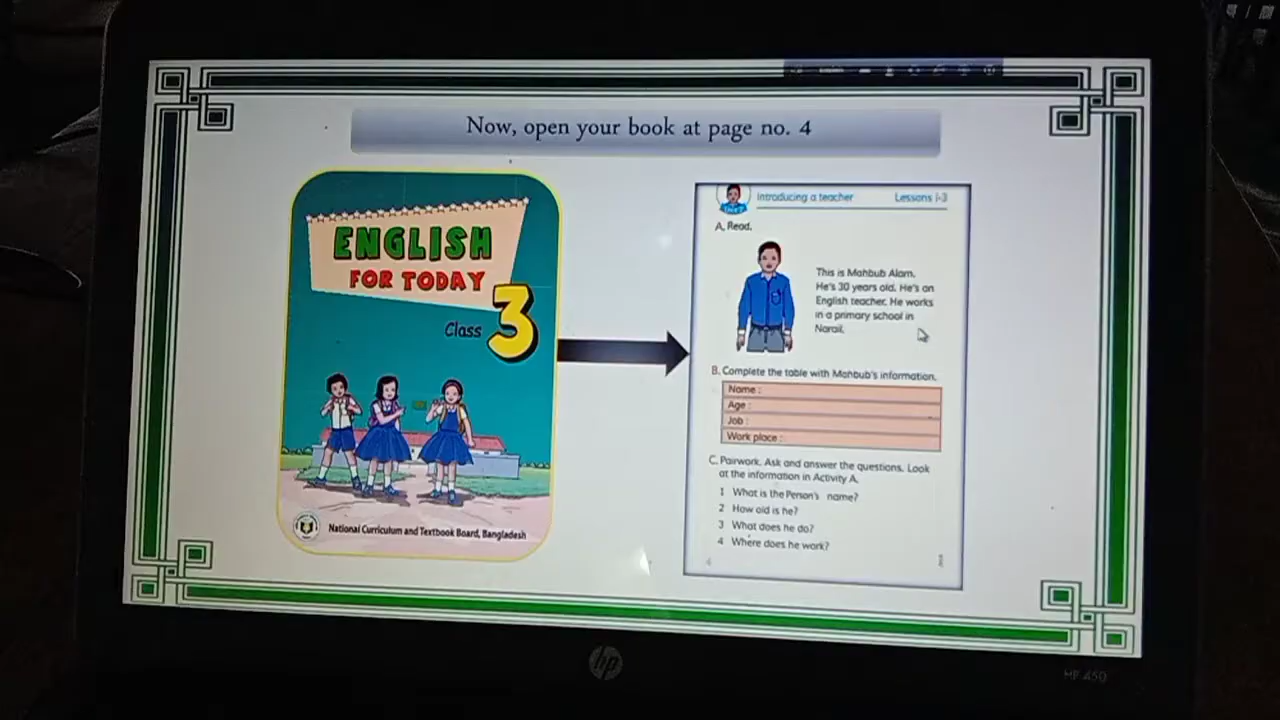 Now, open your book at page no. 4
ENGLISH
FOR TODAY
Class 3
National Curriculum and Textbook Board, Bangladesh
Introducing a teacher Lessons 1-3
A. Read.
This is Mahbub Alam.
He's 30 years old. He's an
English teacher. He works
in a primary school in
Narail.
B. Complete the table with Mahbub's information.
Name :
Age :
Job :
Work place :
C. Pairwork. Ask and answer the questions. Look
at the information in Activity A.
1 What is the Person's name?
2 How old is he?
3 What does he do?
4 Where does he work?
4
hp
HP 450